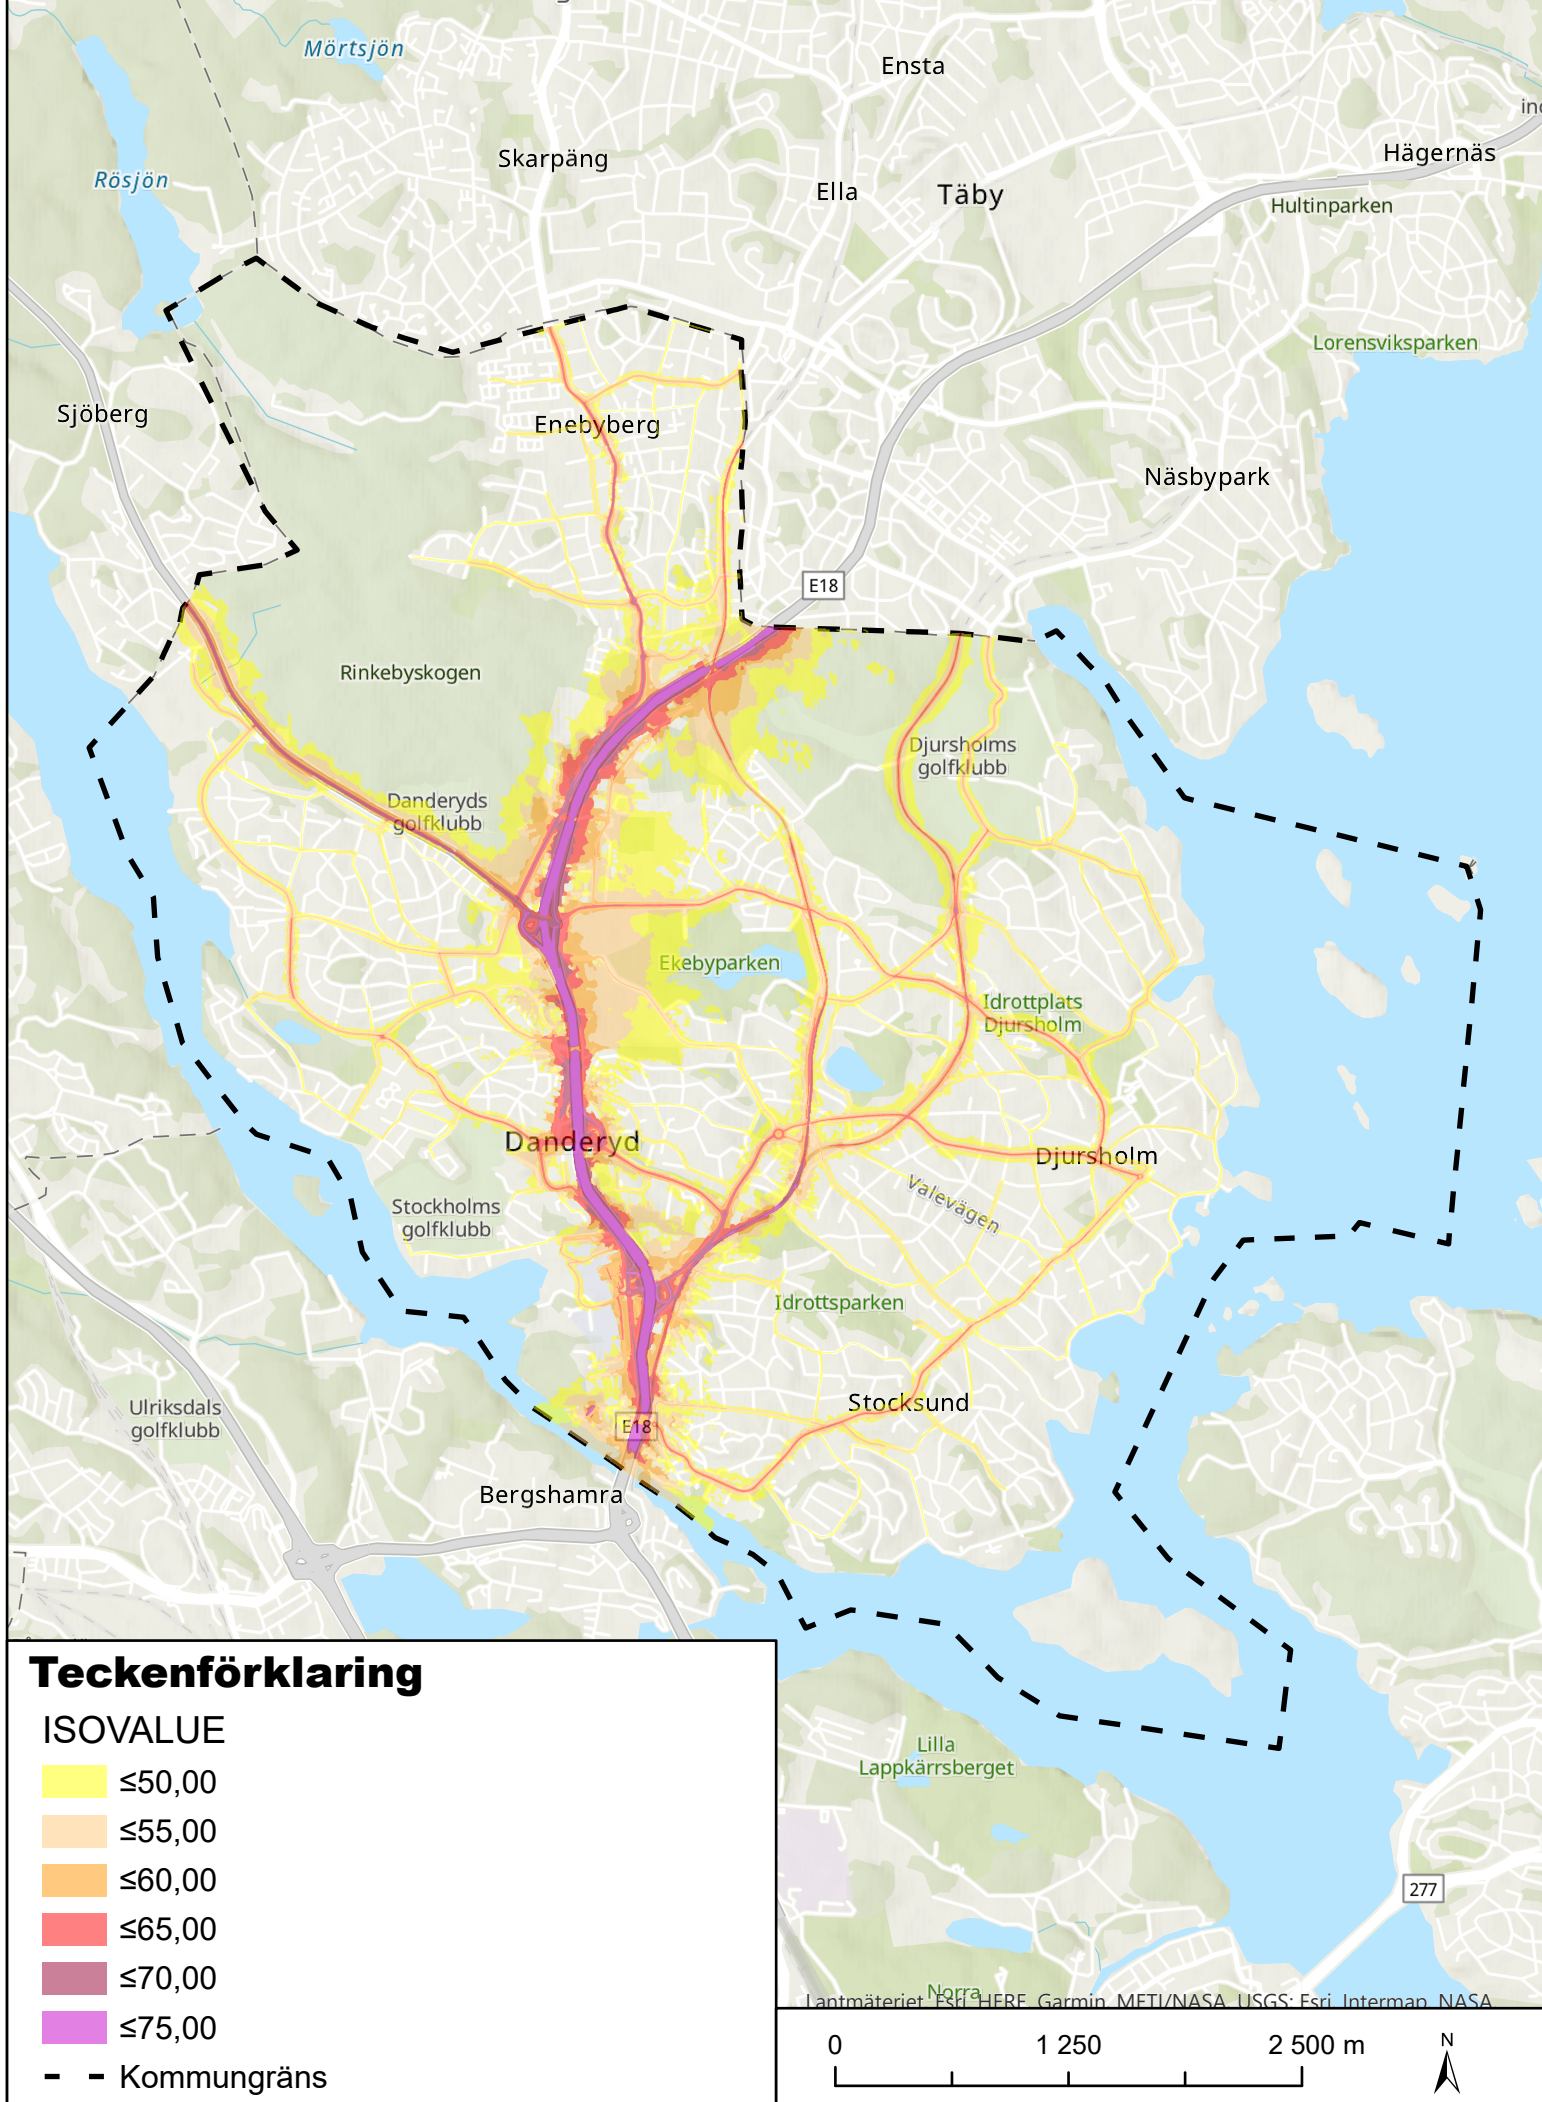 Mörtsjön
Ensta
Hägernäs
Skarpäng
Rösjön
Ella
Täby
Hultinparken
Lorensviksparken
Sjöberg
Enebyberg
Näsbypark
E18
Rinkebyskogen
Djursholms
golfklubb
Danderyds
golfklubb
Ekebyparken
Idrottplats
Djursholm
Danderyd
Djursholm
Valevägen
Stockholms
golfklubb
Idrottsparken
Stocksund
Ulriksdals
golfklubb
E18
Bergshamra
Teckenförklaring
ISOVALUE
≤50,00
≤55,00
≤60,00
≤65,00
≤70,00
≤75,00
Kommungräns
Lilla
Lappkärrsberget
277
Norra
Lantmäteriet, Esri, HERE, Garmin, METI/NASA, USGS; Esri, Intermap, NASA
0 1 250 2 500 m
N